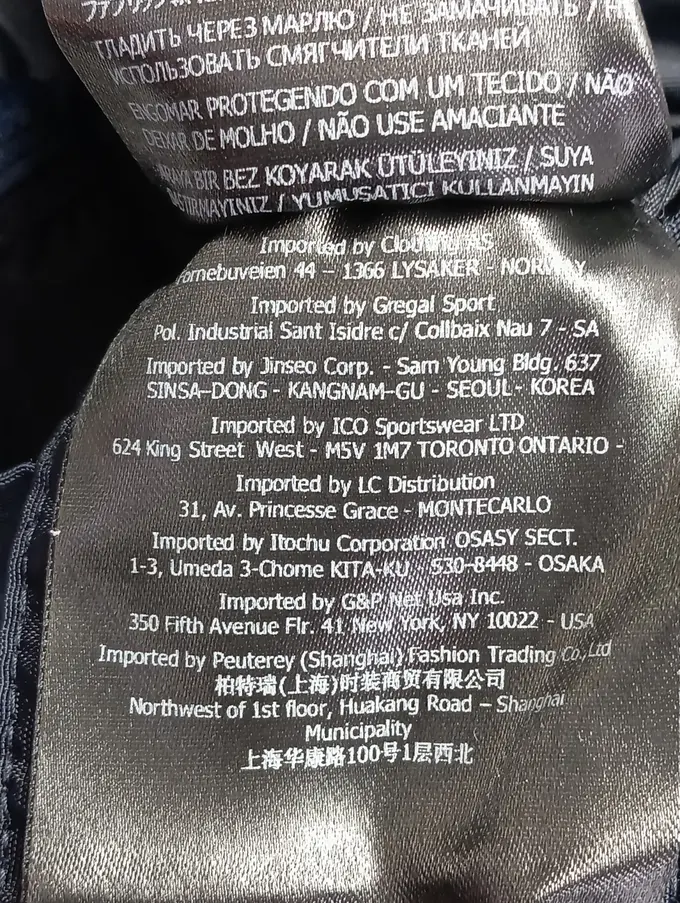 ГЛАДИТЬ ЧЕРЕЗ МАРЛЮ / НЕ ЗАМАЧИВАТЬ /
ИСПОЛЬЗОВАТЬ СМЯГЧИТЕЛИ ТКАНЕЙ
ENGOMAR PROTEGENDO COM UM TECIDO / NÃO
DEIXAR DE MOLHO / NÃO USE AMACIANTE
BIR BEZ KOYARAK ÜTÜLEYINIZ / SUYA
/ YUMUŞATICI KULLANMAYIN
Imported by AS
44 – 1366 LYSAKER - NORWAY
Imported by Gregal Sport
Pol. Industrial Sant Isidre c/ Collbaix Nau 7 - SA
Imported by Jinseo Corp. - Sam Young Bldg. 637
SINSA-DONG - KANGNAM-GU - SEOUL- KOREA
Imported by ICO Sportswear LTD
624 King Street West - M5V 1M7 TORONTO ONTARIO -
Imported by LC Distribution
31, Av. Princesse Grace - MONTECARLO
Imported by Itochu Corporation OSASY SECT.
1-3, Umeda 3-Chome KITA-KU 530-8448 - OSAKA
Imported by G&P Net Usa Inc.
350 Fifth Avenue Flr. 41 New York, NY 10022 - USA
Imported by Peuterey (Shanghai) Fashion Trading Co,Ltd
柏特瑞(上海)时装商贸有限公司
Northwest of 1st floor, Huakang Road – Shanghai
Municipality
上海华康路100号1层西北